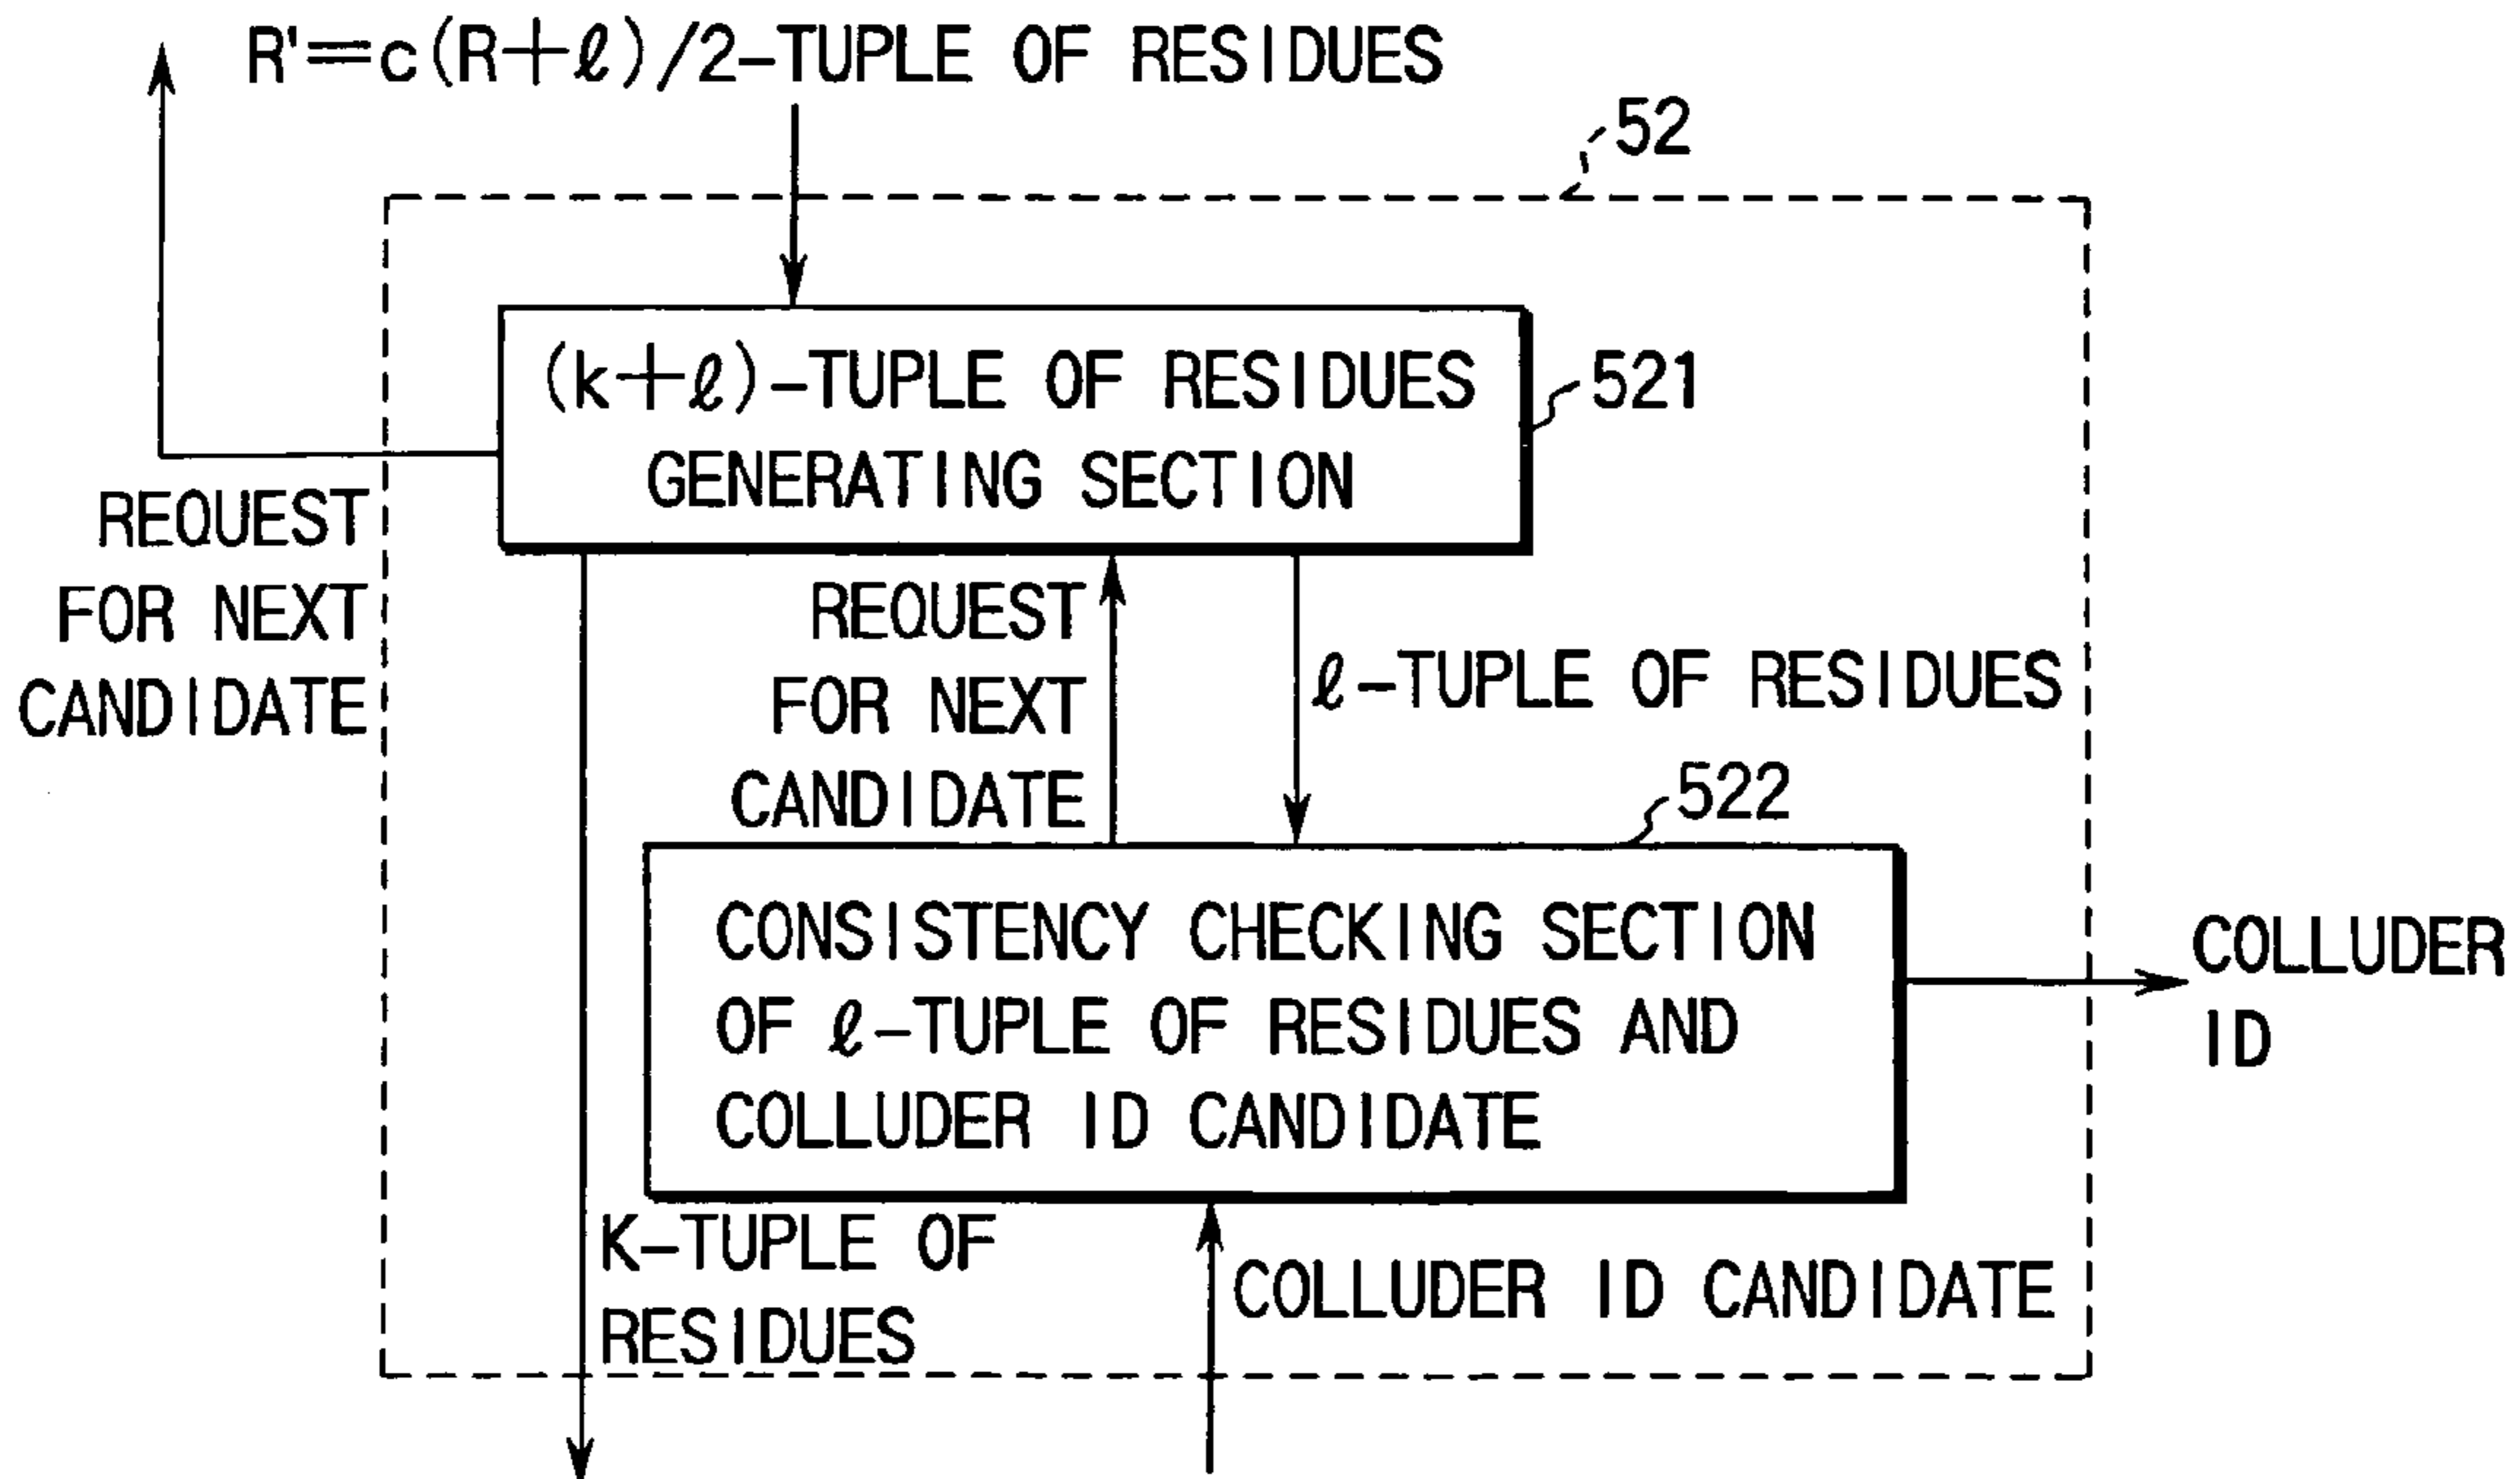 R'=c(R+ℓ)/2-TUPLE OF RESIDUES
52
(k+ℓ)-TUPLE OF RESIDUES
GENERATING SECTION
521
REQUEST
FOR NEXT
CANDIDATE
REQUEST
FOR NEXT
CANDIDATE
ℓ-TUPLE OF RESIDUES
522
CONSISTENCY CHECKING SECTION
OF ℓ-TUPLE OF RESIDUES AND
COLLUDER ID CANDIDATE
COLLUDER
ID
K-TUPLE OF
RESIDUES
COLLUDER ID CANDIDATE